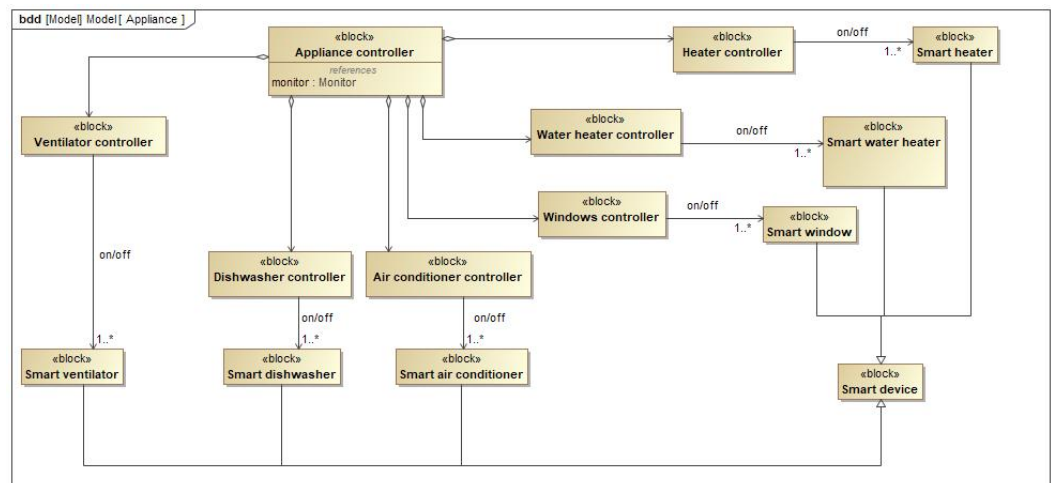 bdd [Model] Model [ Appliance ]
«block»
Appliance controller
references
monitor : Monitor
«block»
Heater controller
on/off
1..*
«block»
Smart heater
«block»
Ventilator controller
«block»
Water heater controller
on/off
1..*
«block»
Smart water heater
«block»
Windows controller
on/off
1..*
«block»
Smart window
on/off
1..*
«block»
Dishwasher controller
on/off
1..*
«block»
Air conditioner controller
on/off
1..*
«block»
Smart ventilator
«block»
Smart dishwasher
«block»
Smart air conditioner
«block»
Smart device